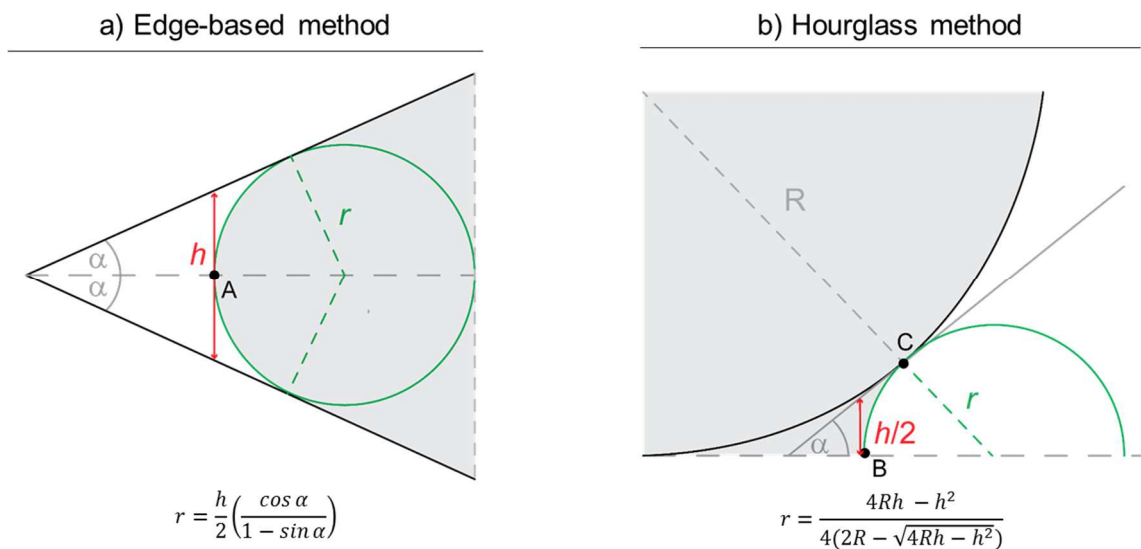 a) Edge-based method
b) Hourglass method
α
α
h
A
r
r = h/2 (cos α / 1 − sin α)
R
C
r
h/2
α
B
r = 4Rh − h² / 4(2R − √4Rh − h²)